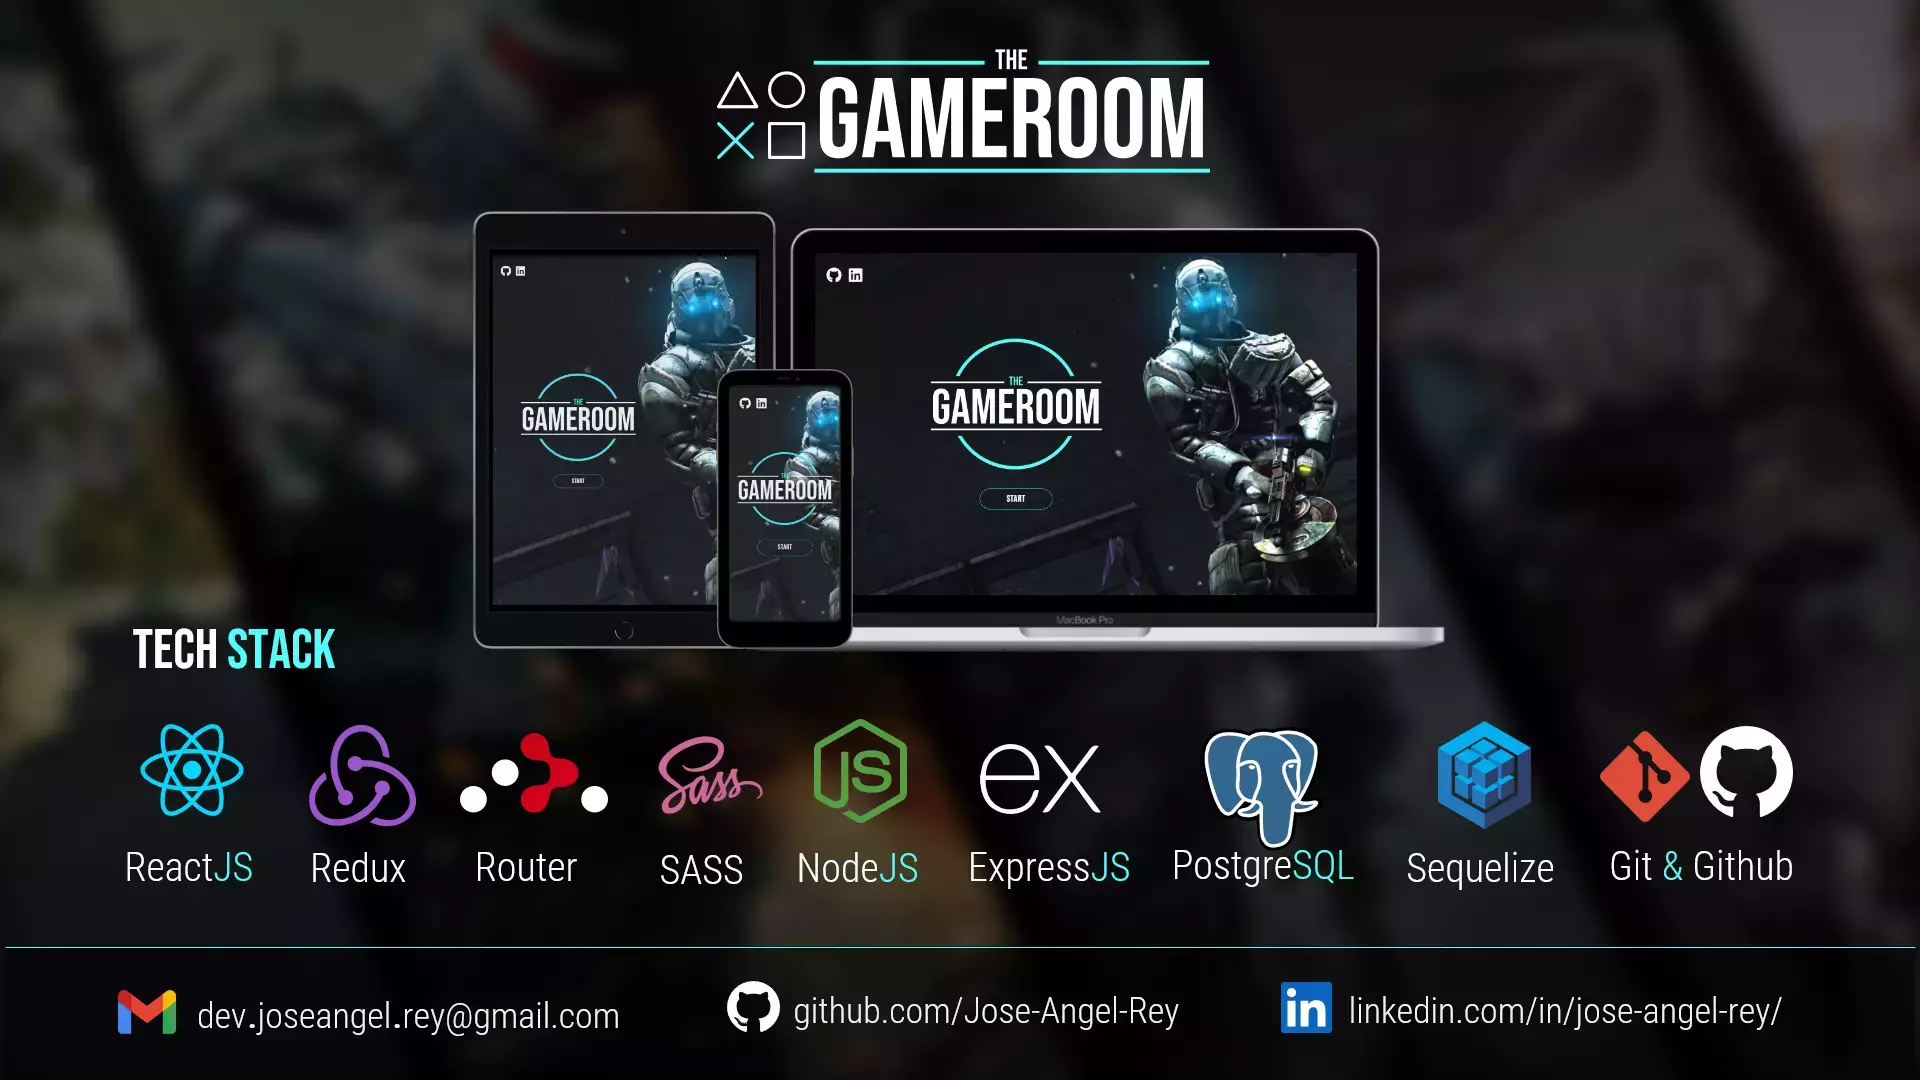 THE
GAMEROOM
THE
GAMEROOM
START
THE
GAMEROOM
START
THE
GAMEROOM
START
MacBook Pro
TECH STACK
JS
Sass
ex
ReactJS
Redux
Router
SASS
NodeJS
ExpressJS
PostgreSQL
Sequelize
Git & Github
dev.joseangel.rey@gmail.com
github.com/Jose-Angel-Rey
in
linkedin.com/in/jose-angel-rey/